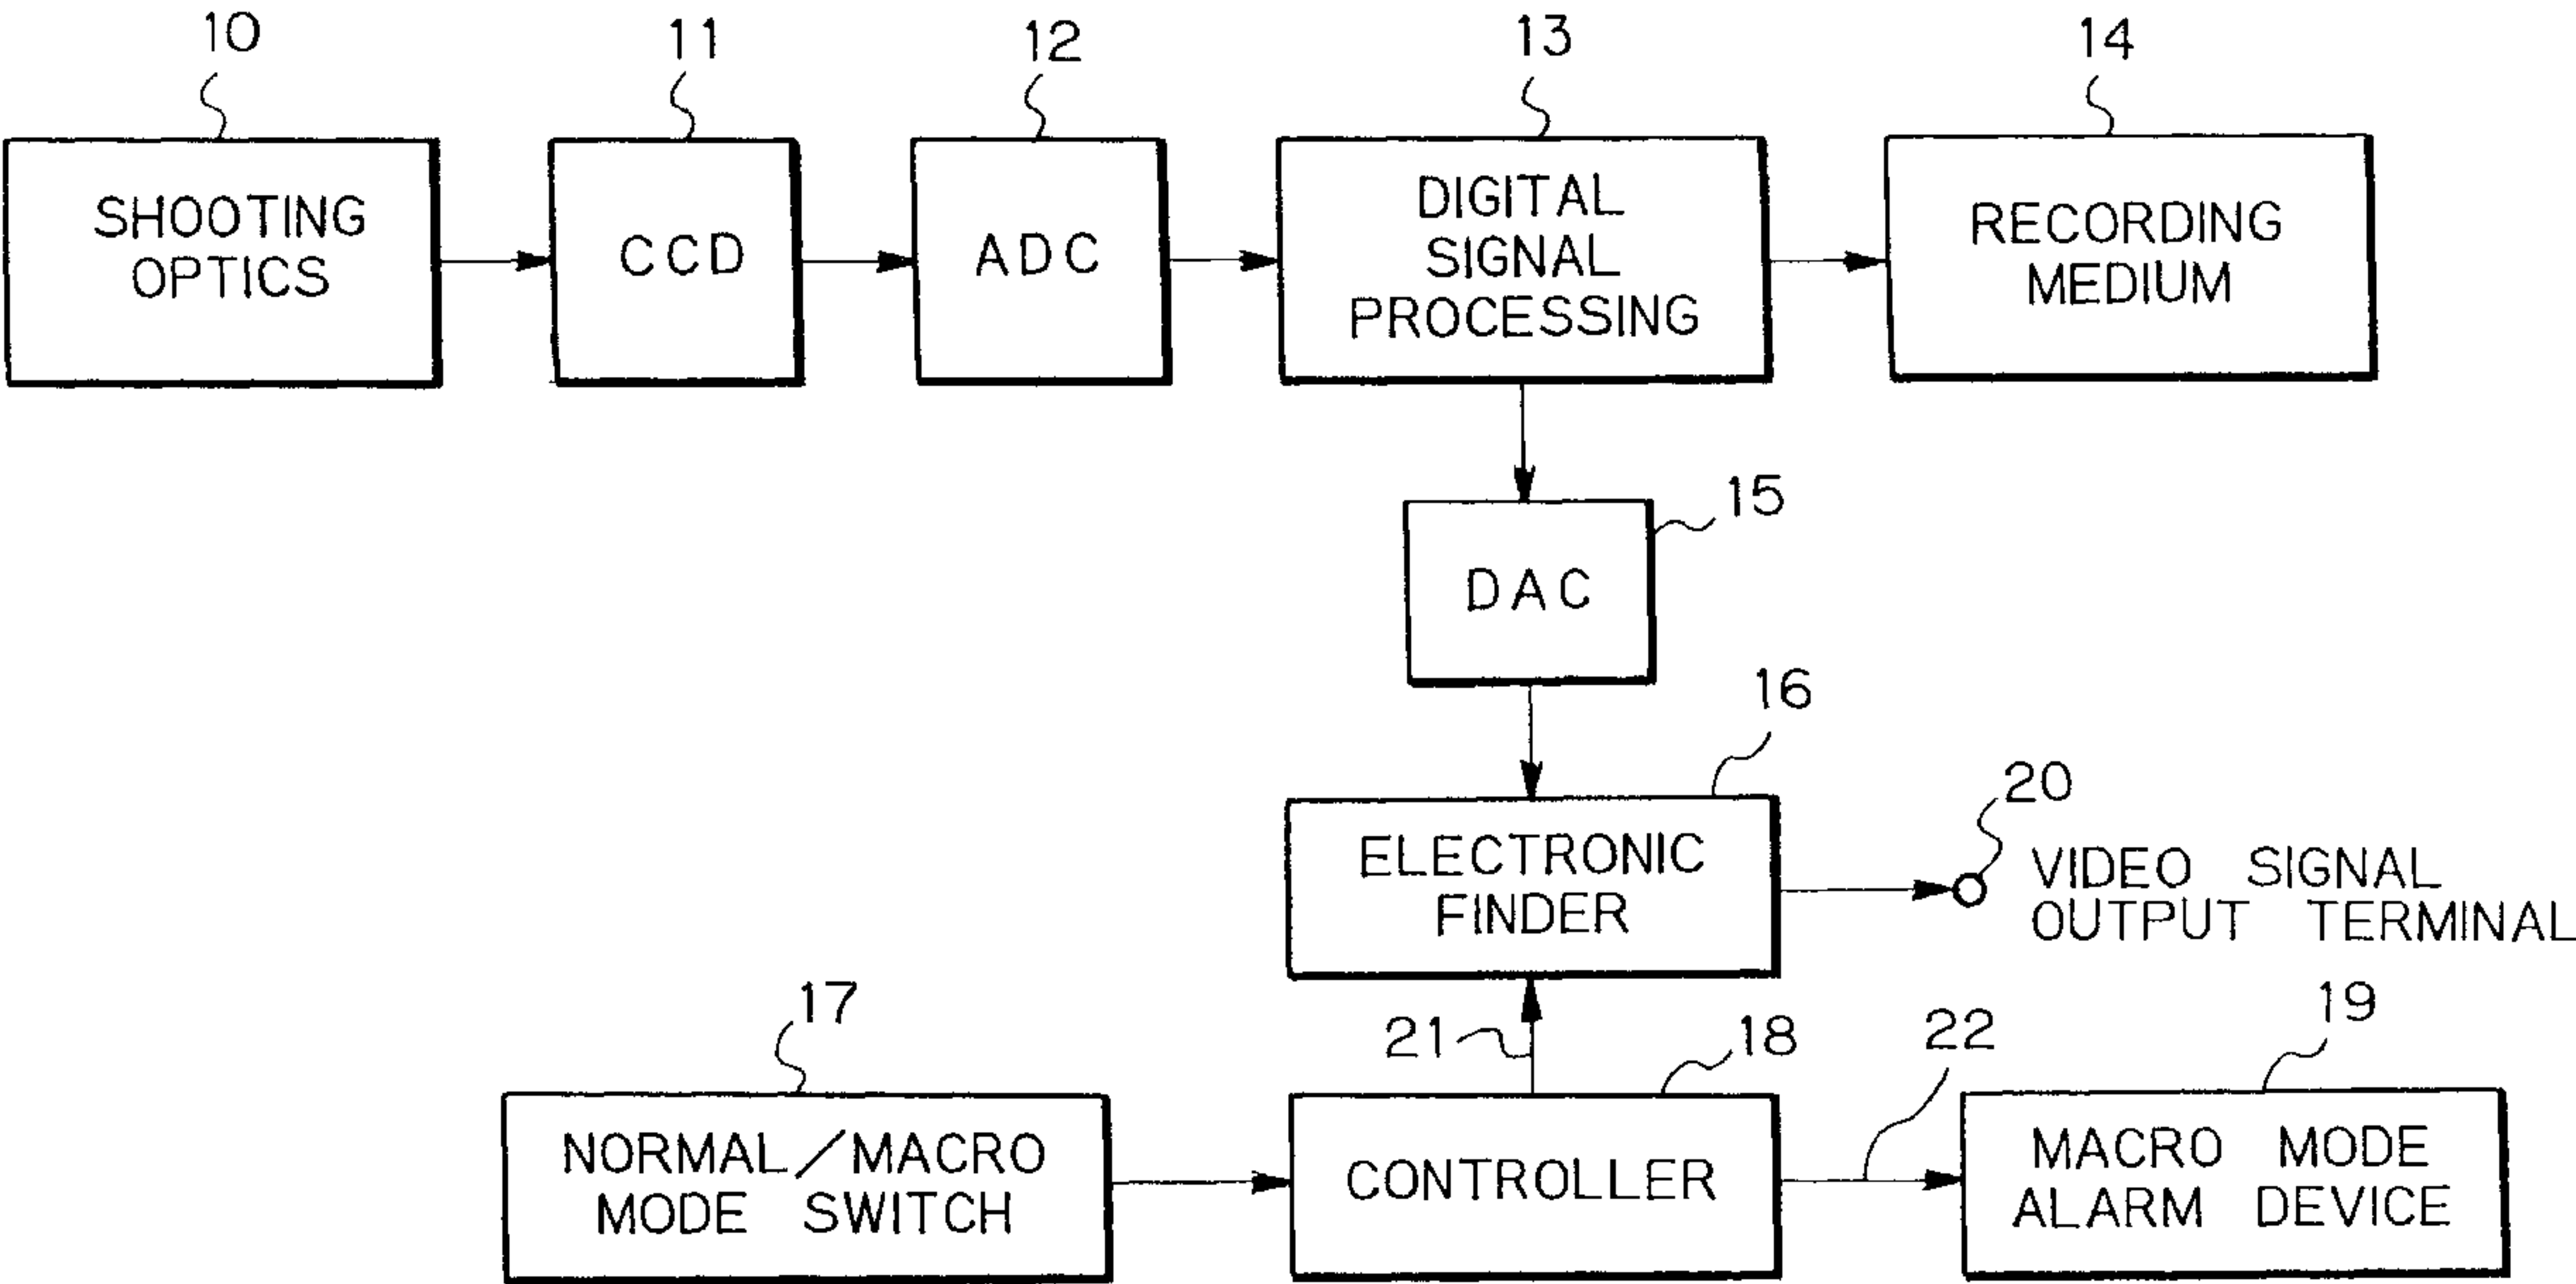 10
11
12
13
14
SHOOTING
OPTICS
CCD
ADC
DIGITAL
SIGNAL
PROCESSING
RECORDING
MEDIUM
15
DAC
16
ELECTRONIC
FINDER
20
VIDEO SIGNAL
OUTPUT TERMINAL
17
21
18
22
19
NORMAL/MACRO
MODE SWITCH
CONTROLLER
MACRO MODE
ALARM DEVICE